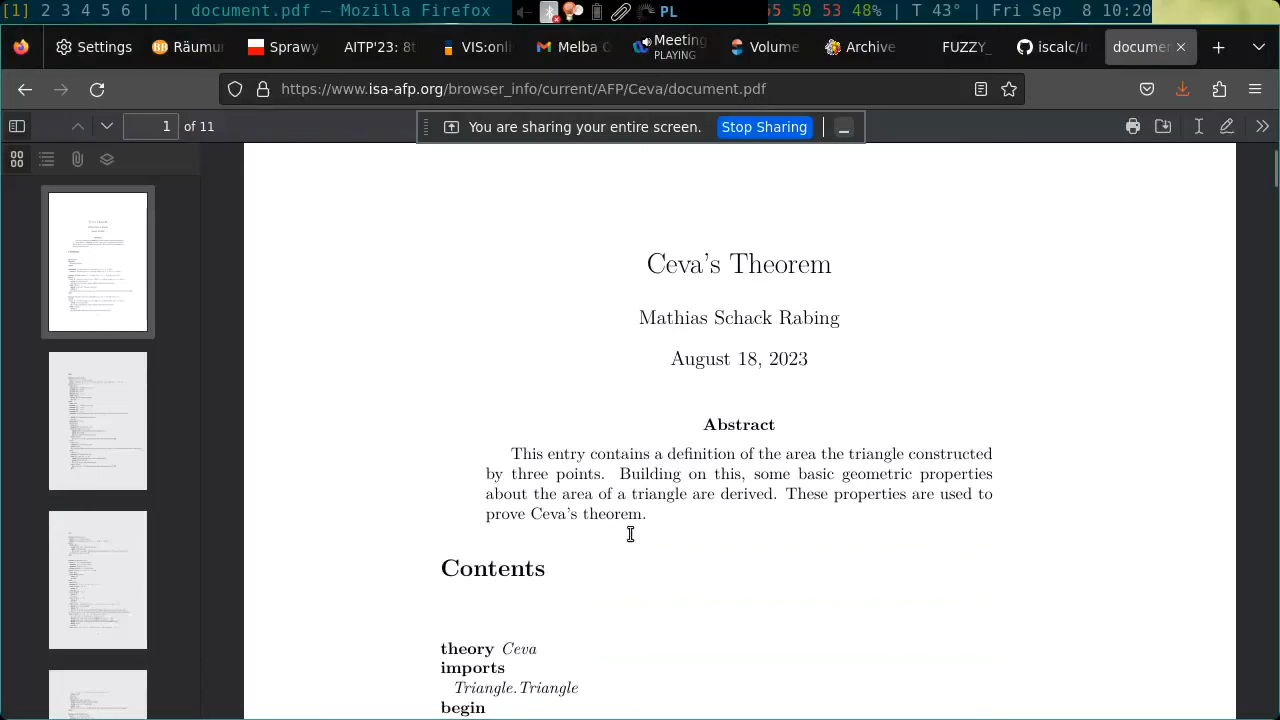 [1] 2 3 4 5 6 | | document.pdf — Mozilla Firefox PL 55 50 53 48% | T 43° | Fri Sep 8 10:20
Settings Räumur Sprawy AITP'23: 8t VIS:onli Melba Meeting Volume Archive FUZZY_ iscalc/Ir documen
PLAYING
https://www.isa-afp.org/browser_info/current/AFP/Ceva/document.pdf
1 of 11 You are sharing your entire screen. Stop Sharing
Ceva's Theorem
Mathias Schack Rabing
August 18, 2023
Abstract
This entry contains a definition of the area the triangle constructed
by three points. Building on this, some basic geometric properties
about the area of a triangle are derived. These properties are used to
prove Ceva's theorem.
Contents
theory Ceva
imports
Triangle.Triangle
begin